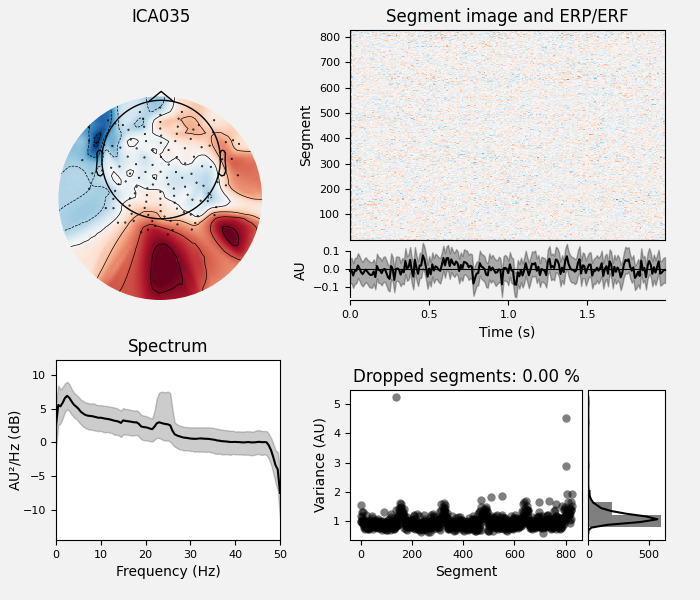 ICA035
Segment image and ERP/ERF
Segment
800
700
600
500
400
300
200
100
AU
0.1
0.0
−0.1
0.0 0.5 1.0 1.5
Time (s)
Spectrum
AU²/Hz (dB)
10
5
0
−5
−10
0 10 20 30 40 50
Frequency (Hz)
Dropped segments: 0.00 %
Variance (AU)
5
4
3
2
1
0 200 400 600 800
Segment
0 500